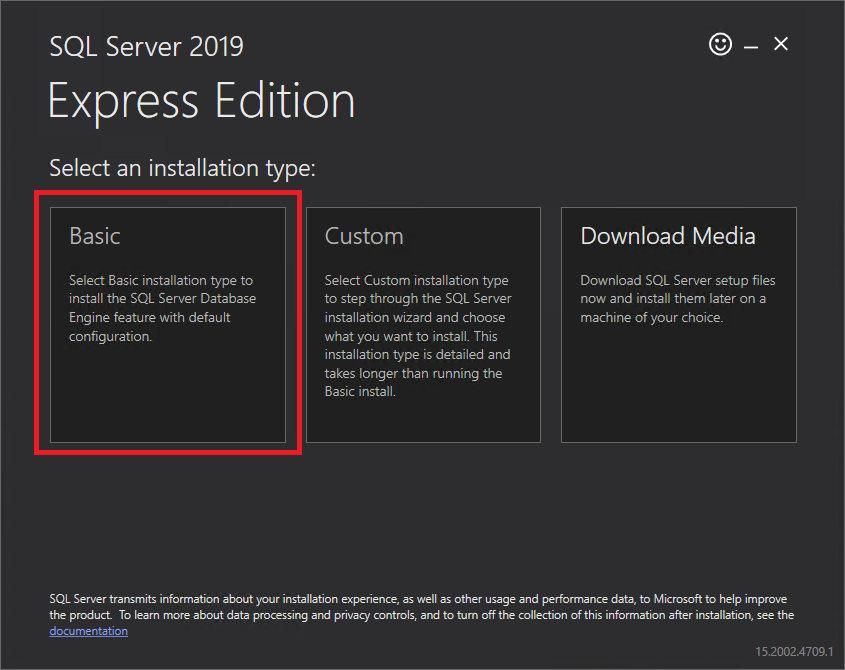 SQL Server 2019
Express Edition
Select an installation type:
Basic
Select Basic installation type to
install the SQL Server Database
Engine feature with default
configuration.
Custom
Select Custom installation type
to step through the SQL Server
installation wizard and choose
what you want to install. This
installation type is detailed and
takes longer than running the
Basic install.
Download Media
Download SQL Server setup files
now and install them later on a
machine of your choice.
SQL Server transmits information about your installation experience, as well as other usage and performance data, to Microsoft to help improve
the product.  To learn more about data processing and privacy controls, and to turn off the collection of this information after installation, see the
documentation
15.2002.4709.1